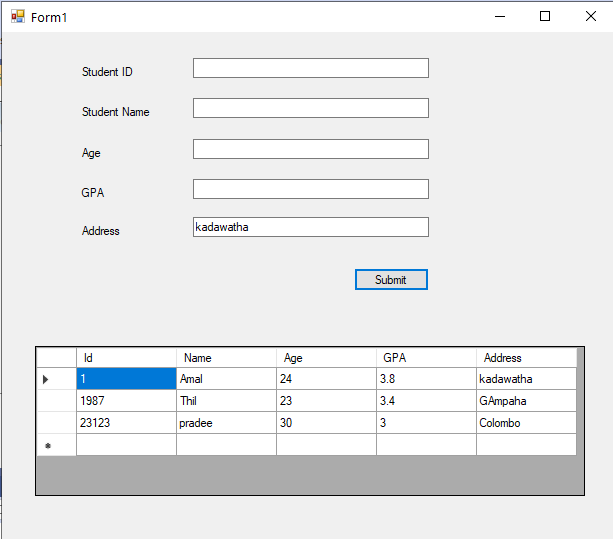 Form1
Student ID
Student Name
Age
GPA
Address kadawatha
Submit
Id Name Age GPA Address
1 Amal 24 3.8 kadawatha
1987 Thil 23 3.4 GAmpaha
23123 pradee 30 3 Colombo